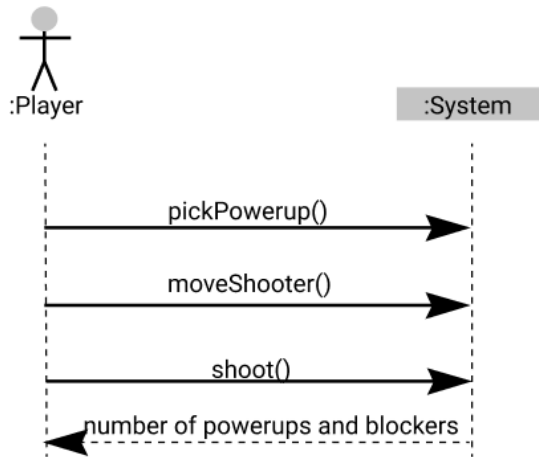 :Player
:System
pickPowerup()
moveShooter()
shoot()
number of powerups and blockers